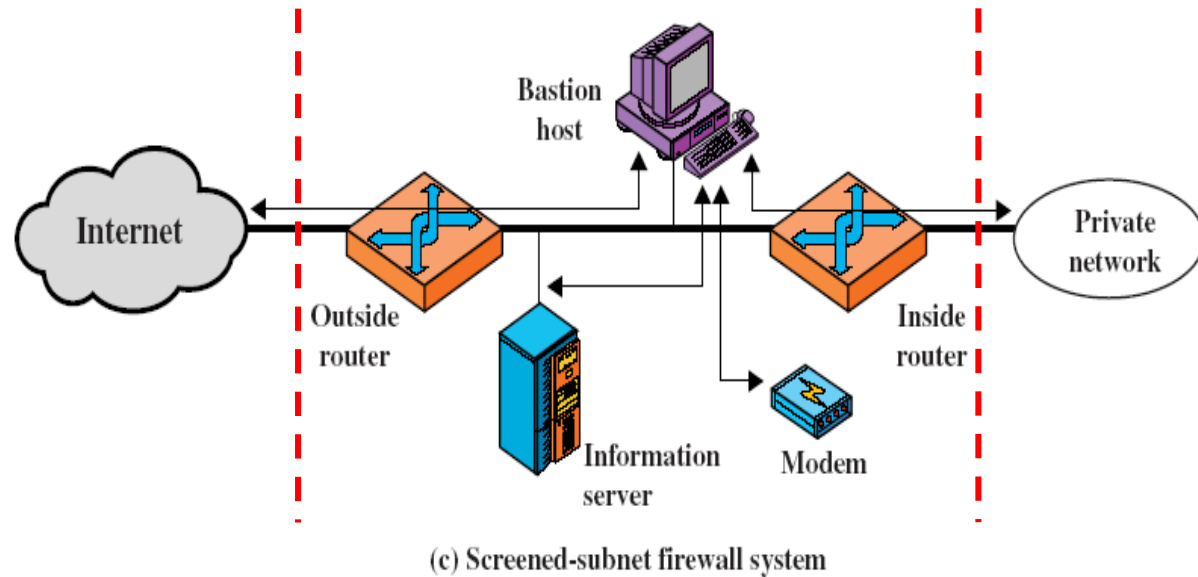 Bastion
host
Internet
Private
network
Outside
router
Inside
router
Information
server
Modem
(c) Screened-subnet firewall system